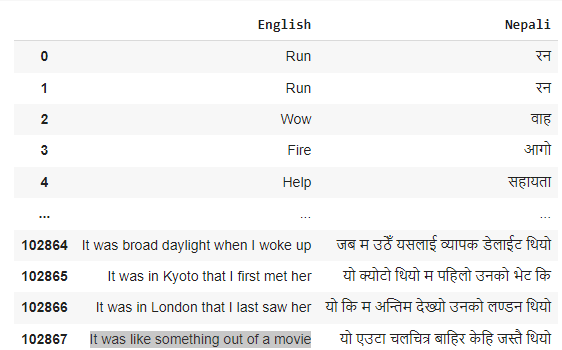 English Nepali
0 Run रन
1 Run रन
2 Wow वाह
3 Fire आगो
4 Help सहायता
... ... ...
102864 It was broad daylight when I woke up जब म उठेँ यसलाई व्यापक डेलाईट थियो
102865 It was in Kyoto that I first met her यो क्योटो थियो म पहिलो उनको भेट कि
102866 It was in London that I last saw her यो कि म अन्तिम देख्यो उनको लण्डन थियो
102867 It was like something out of a movie यो एउटा चलचित्र बाहिर केहि जस्तै थियो